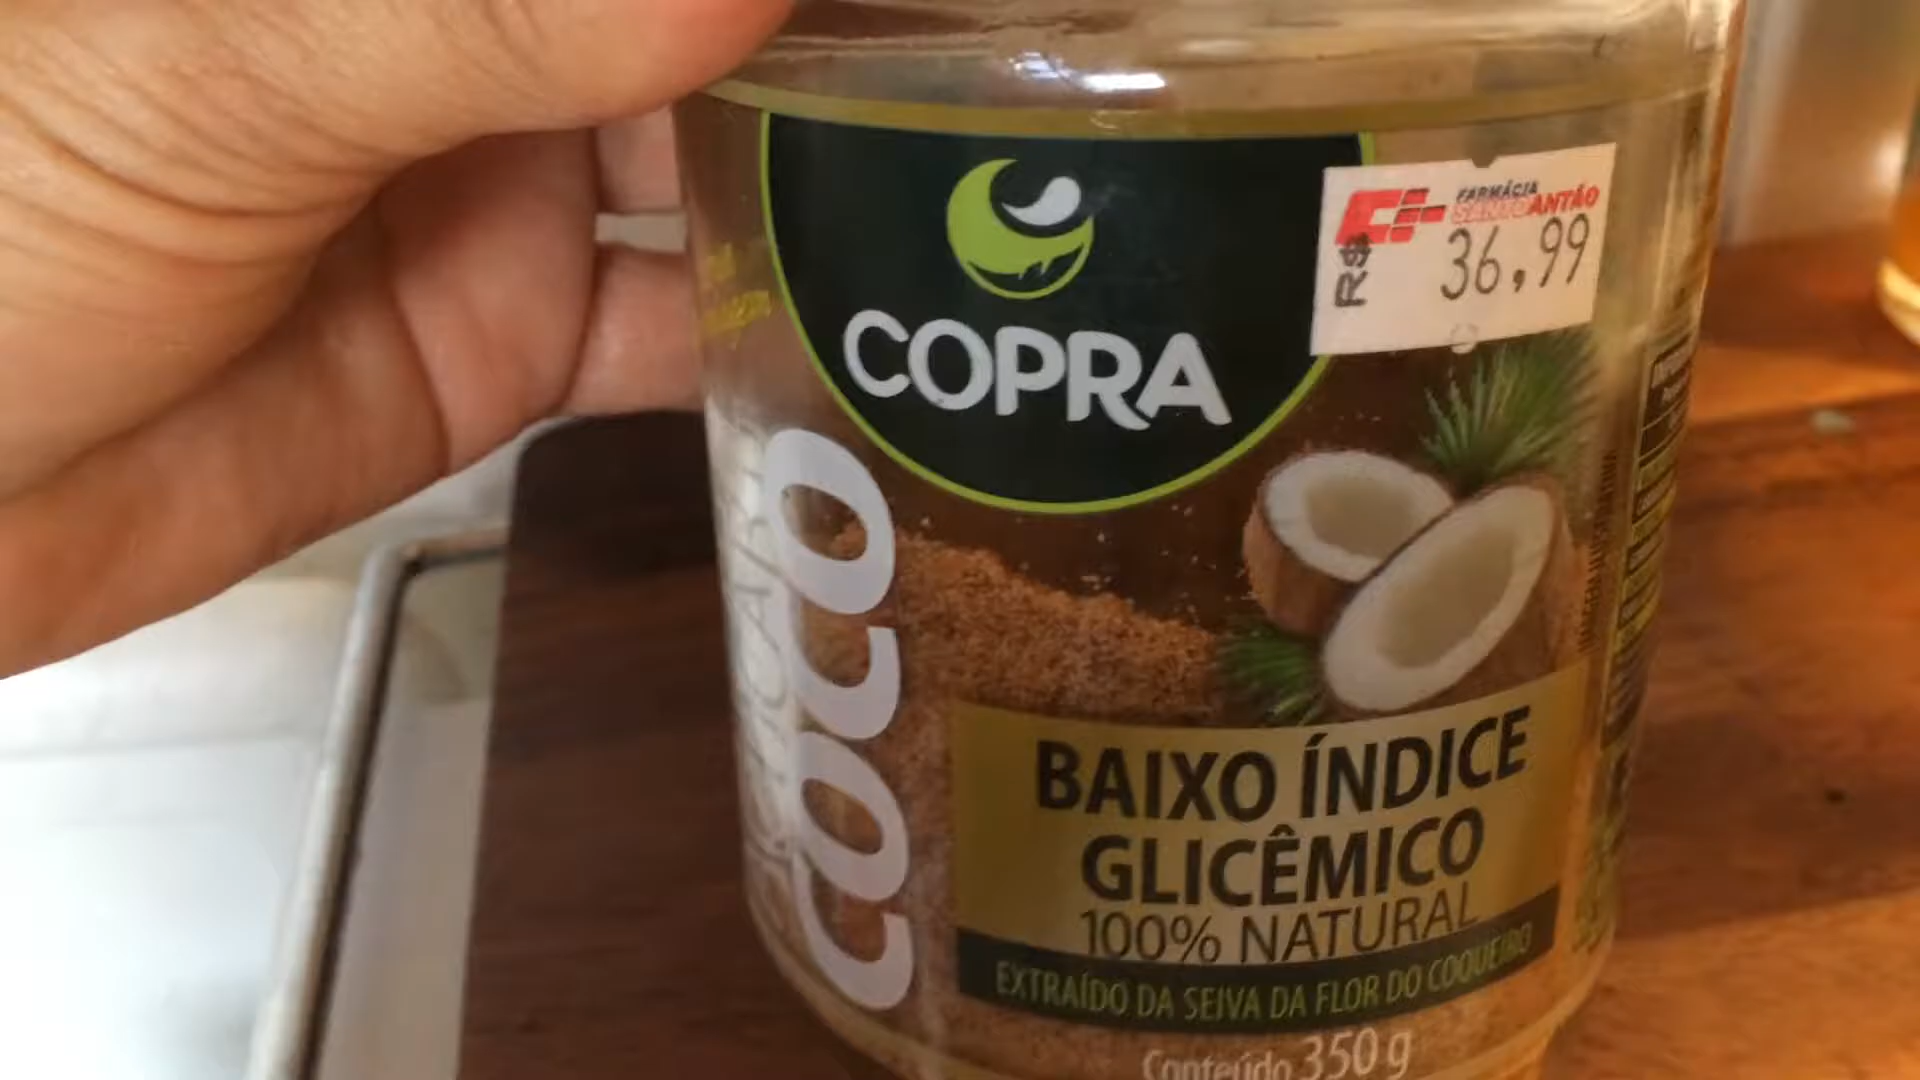 COPRA
FARMÁCIA
SANTO ANTÃO
R$ 36,99
COCO
BAIXO ÍNDICE
GLICÊMICO
100% NATURAL
EXTRAÍDO DA SEIVA DA FLOR DO COQUEIRO
Conteúdo 350 g